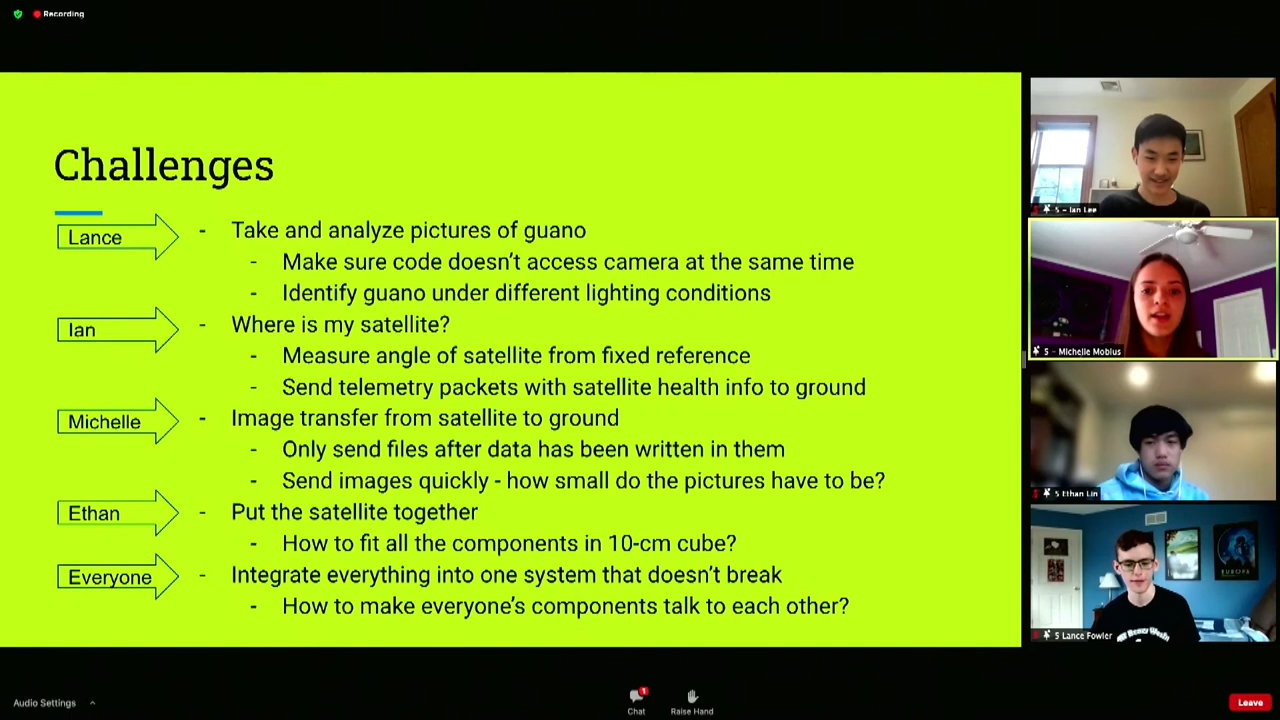 Recording
Challenges
Lance
- Take and analyze pictures of guano
- Make sure code doesn't access camera at the same time
- Identify guano under different lighting conditions
Ian
- Where is my satellite?
- Measure angle of satellite from fixed reference
- Send telemetry packets with satellite health info to ground
Michelle
- Image transfer from satellite to ground
- Only send files after data has been written in them
- Send images quickly - how small do the pictures have to be?
Ethan
- Put the satellite together
- How to fit all the components in 10-cm cube?
Everyone
- Integrate everything into one system that doesn't break
- How to make everyone's components talk to each other?
5 - Ian Lee
5 - Michelle Mobius
5 Ethan Lin
EUROPA
5 Lance Fowler
Audio Settings
1
Chat
Raise Hand
Leave